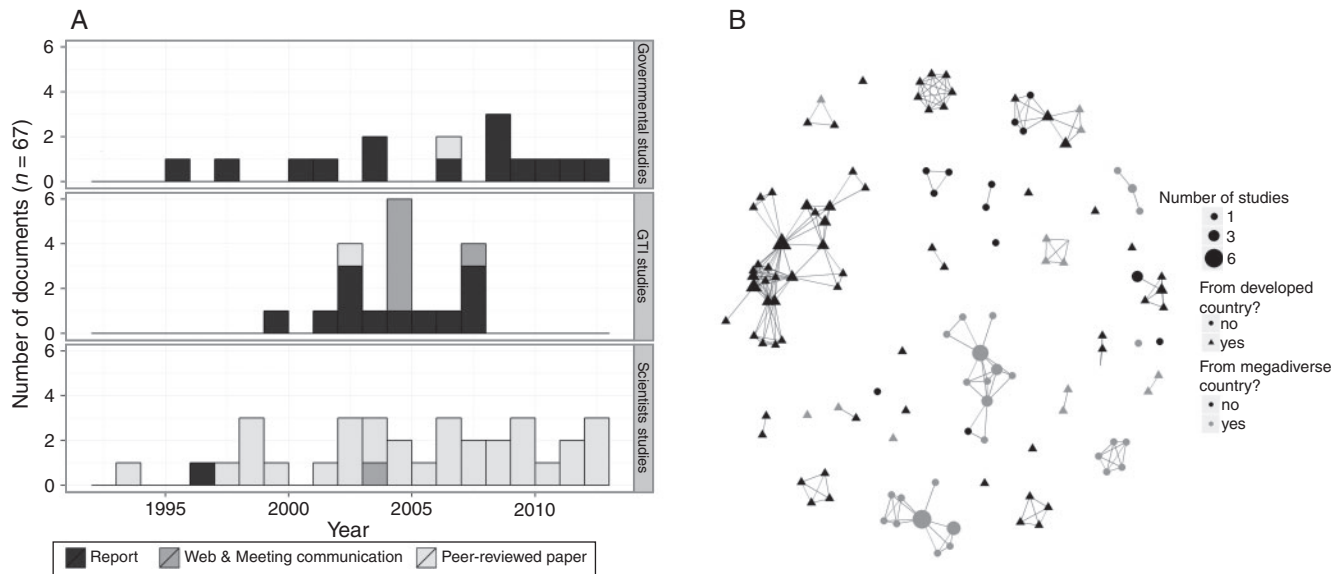 A
Number of documents (n = 67)
6
4
2
0
Governmental studies
6
4
2
0
GTI studies
6
4
2
0
Scientists studies
1995
2000
2005
2010
Year
Report
Web & Meeting communication
Peer-reviewed paper
B
Number of studies
1
3
6
From developed
country?
no
yes
From megadiverse
country?
no
yes